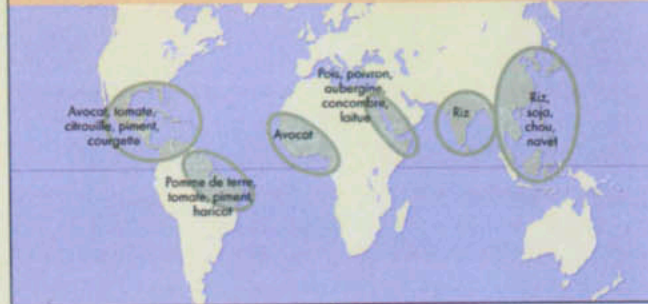 Avocat, tomate,
citrouille, piment,
courgette
Pomme de terre,
tomate, piment,
haricot
Avocat
Pois, poivron,
aubergine,
concombre,
laitue
Riz
Riz,
soja,
chou,
navet